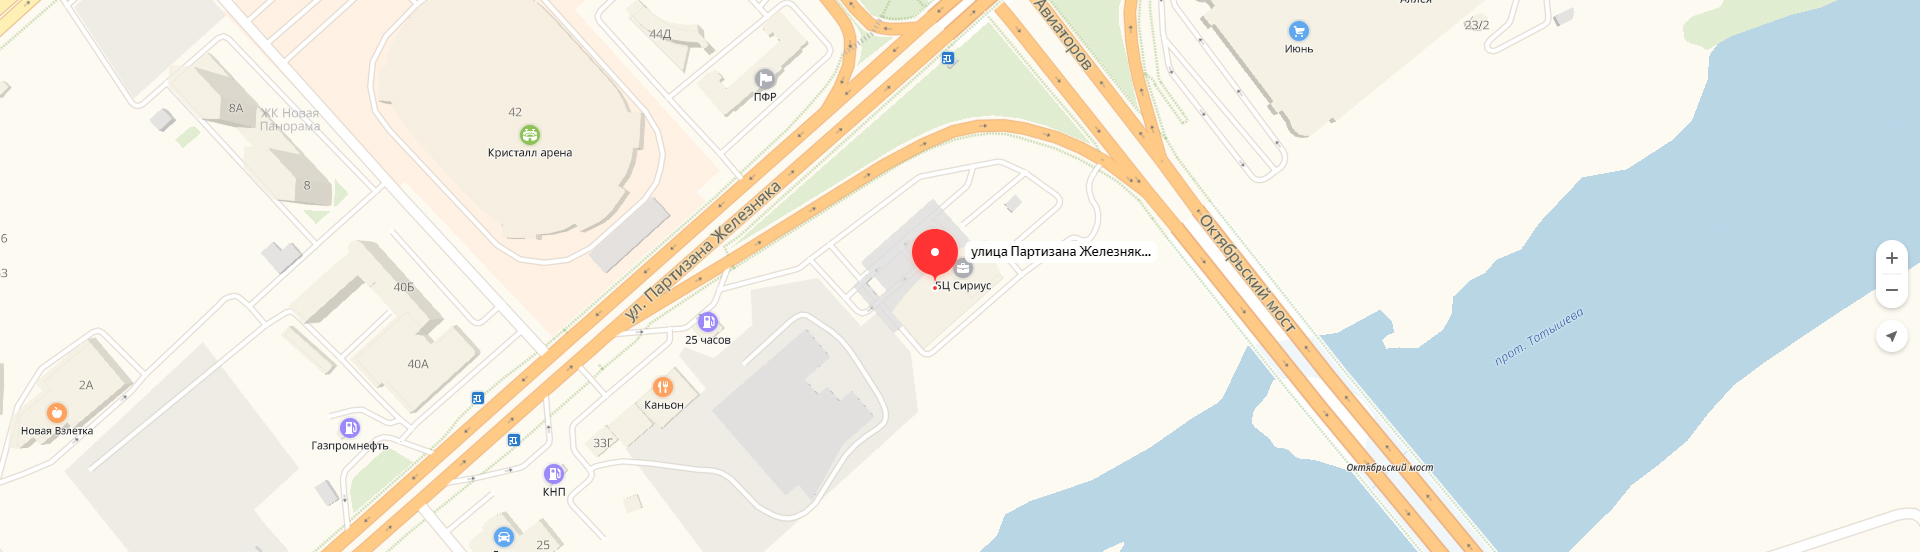 Аллея
23/2
Июнь
Авиаторов
44Д
ПФР
8А
ЖК Новая
Панорама
42
Кристалл арена
8
ул. Партизана Железняка
Октябрьский мост
улица Партизана Железняк...
БЦ Сириус
40Б
25 часов
прот. Татышева
40А
2А
Каньон
Новая Взлетка
Газпромнефть
33Г
Октябрьский мост
КНП
25
6